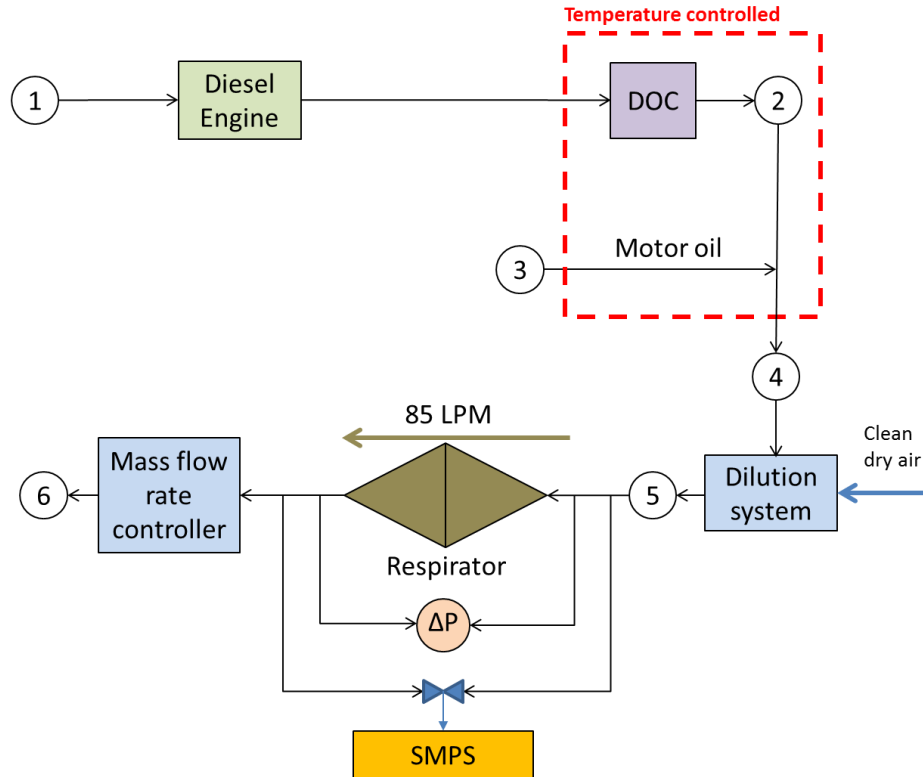 Temperature controlled
1
Diesel
Engine
DOC
2
3
Motor oil
4
85 LPM
Clean
dry air
6
Mass flow
rate
controller
5
Dilution
system
Respirator
ΔP
SMPS